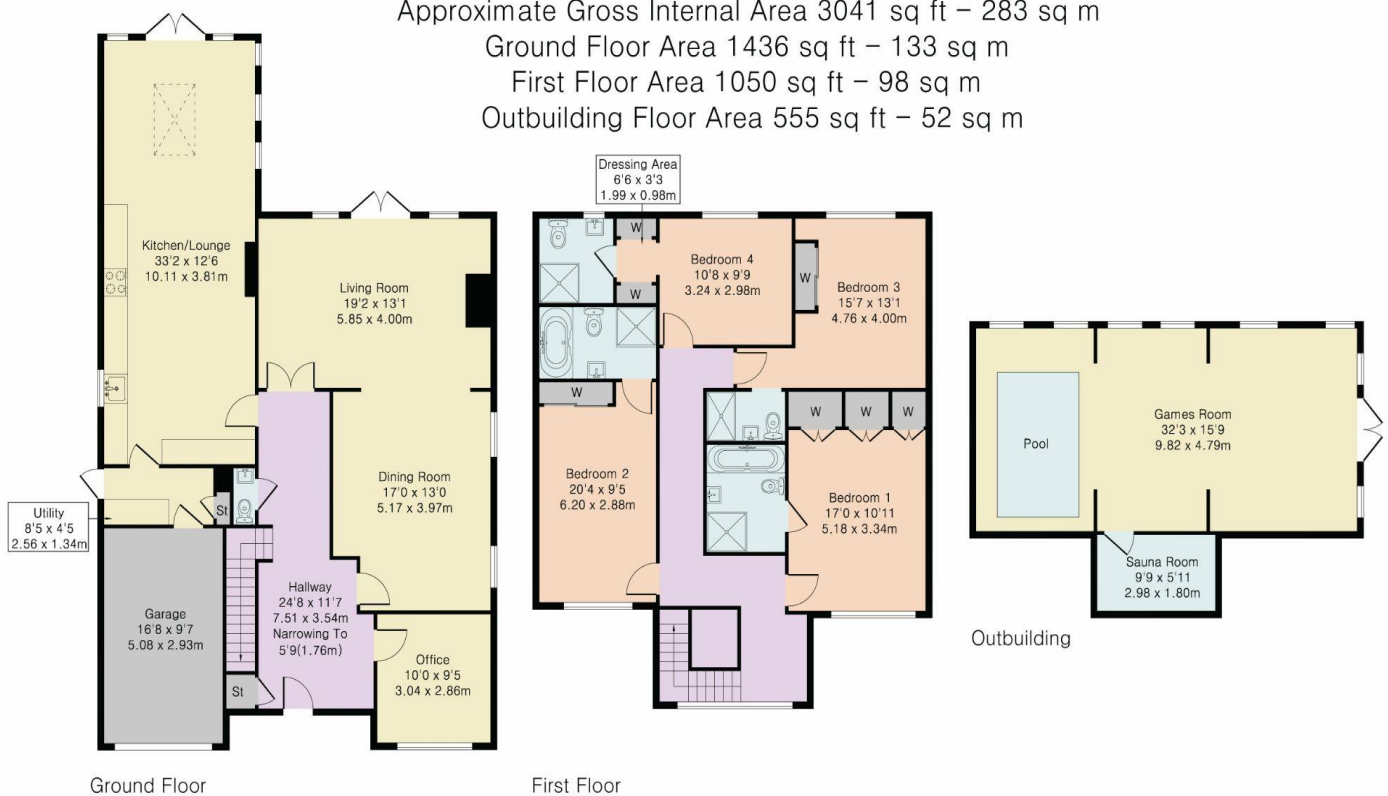 Approximate Gross Internal Area 3041 sq ft – 283 sq m
Ground Floor Area 1436 sq ft – 133 sq m
First Floor Area 1050 sq ft – 98 sq m
Outbuilding Floor Area 555 sq ft – 52 sq m
Kitchen/Lounge
33'2 x 12'6
10.11 x 3.81m
Living Room
19'2 x 13'1
5.85 x 4.00m
Dining Room
17'0 x 13'0
5.17 x 3.97m
Utility
8'5 x 4'5
2.56 x 1.34m
St
Garage
16'8 x 9'7
5.08 x 2.93m
Hallway
24'8 x 11'7
7.51 x 3.54m
Narrowing To
5'9(1.76m)
Office
10'0 x 9'5
3.04 x 2.86m
St
Ground Floor
Dressing Area
6'6 x 3'3
1.99 x 0.98m
W
W
Bedroom 4
10'8 x 9'9
3.24 x 2.98m
W
Bedroom 3
15'7 x 13'1
4.76 x 4.00m
W
Bedroom 2
20'4 x 9'5
6.20 x 2.88m
W
W
W
Bedroom 1
17'0 x 10'11
5.18 x 3.34m
First Floor
Pool
Games Room
32'3 x 15'9
9.82 x 4.79m
Sauna Room
9'9 x 5'11
2.98 x 1.80m
Outbuilding